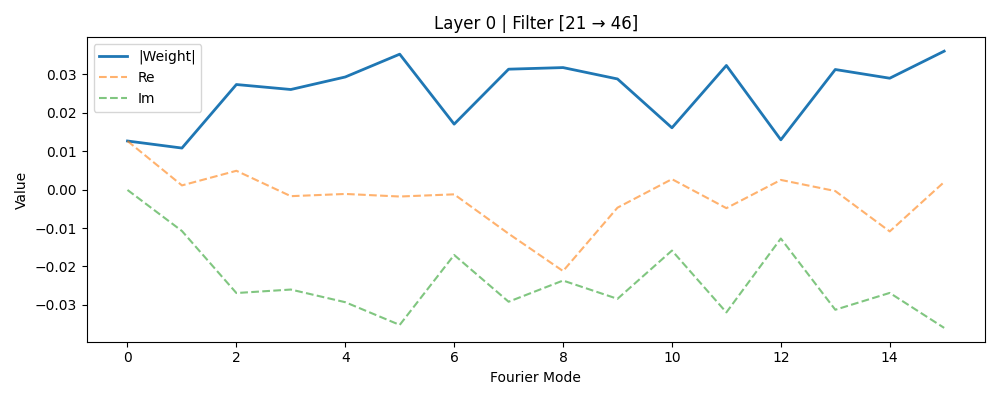 Layer 0 | Filter [21 → 46]
|Weight|
Re
Im
Value
0.03
0.02
0.01
0.00
−0.01
−0.02
−0.03
0 2 4 6 8 10 12 14
Fourier Mode